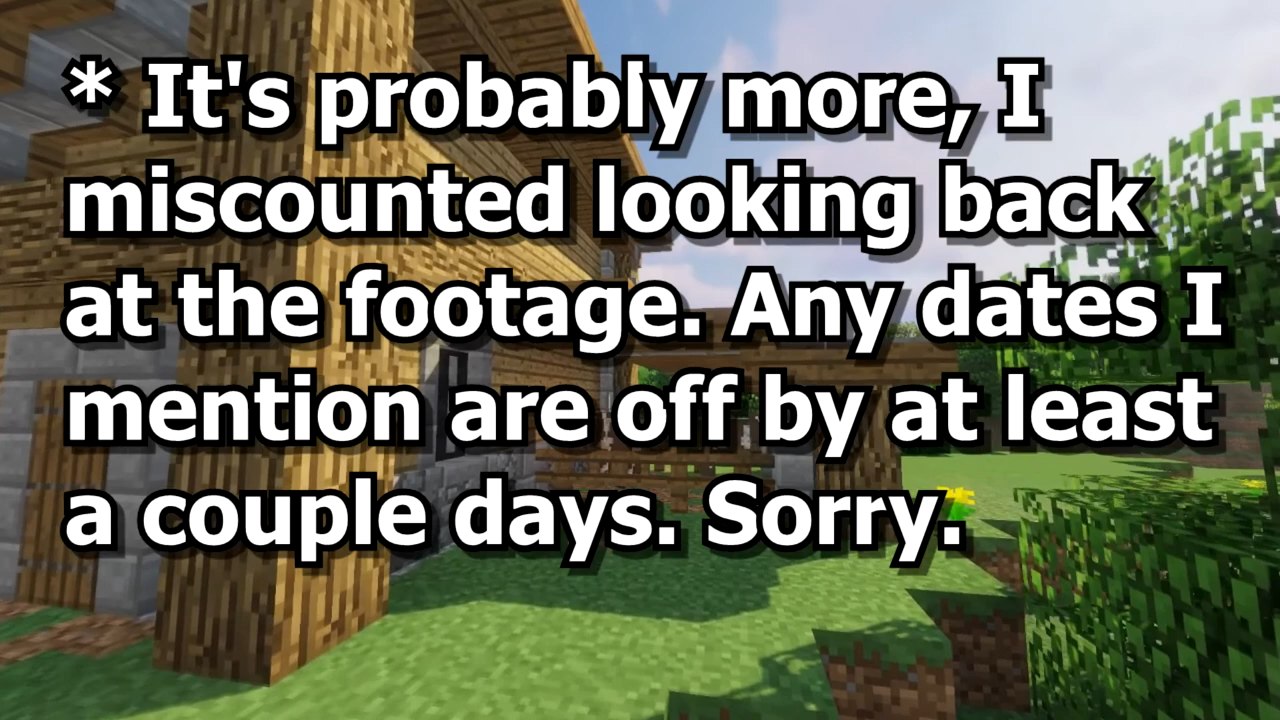 * It's probably more, I
miscounted looking back
at the footage. Any dates I
mention are off by at least
a couple days. Sorry.